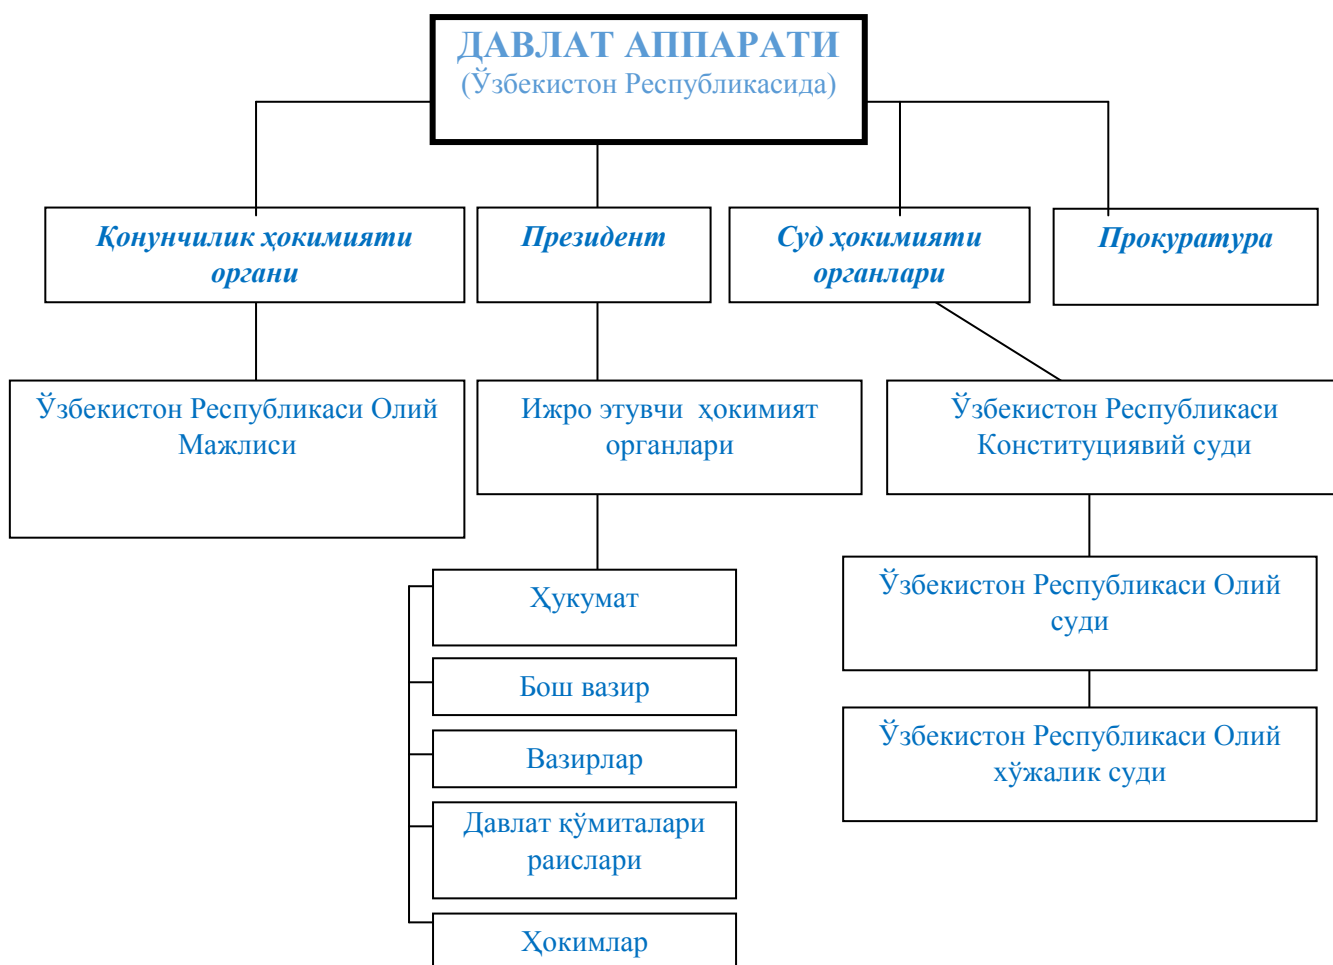 ДАВЛАТ АППАРАТИ
(Ўзбекистон Республикасида)
Қонунчилик ҳокимияти
органи
Президент
Суд ҳокимияти
органлари
Прокуратура
Ўзбекистон Республикаси Олий
Мажлиси
Ижро этувчи ҳокимият
органлари
Ўзбекистон Республикаси
Конституциявий суди
Ҳукумат
Бош вазир
Вазирлар
Давлат қўмиталари
раислари
Ҳокимлар
Ўзбекистон Республикаси Олий
суди
Ўзбекистон Республикаси Олий
хўжалик суди